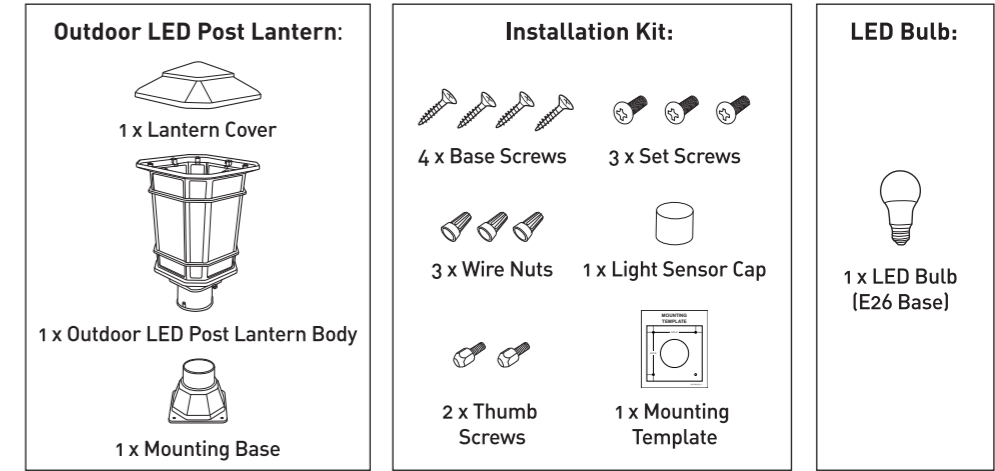 Outdoor LED Post Lantern:
1 x Lantern Cover
1 x Outdoor LED Post Lantern Body
1 x Mounting Base
Installation Kit:
4 x Base Screws
3 x Set Screws
3 x Wire Nuts
1 x Light Sensor Cap
MOUNTING
TEMPLATE
2 x Thumb
Screws
1 x Mounting
Template
LED Bulb:
1 x LED Bulb
(E26 Base)